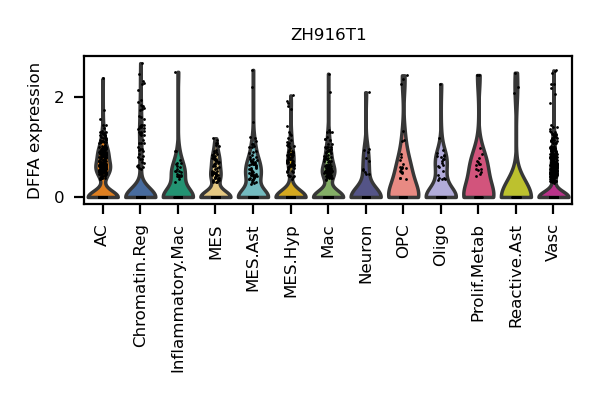 ZH916T1
DFFA expression
2
0
AC
Chromatin.Reg
Inflammatory.Mac
MES
MES.Ast
MES.Hyp
Mac
Neuron
OPC
Oligo
Prolif.Metab
Reactive.Ast
Vasc